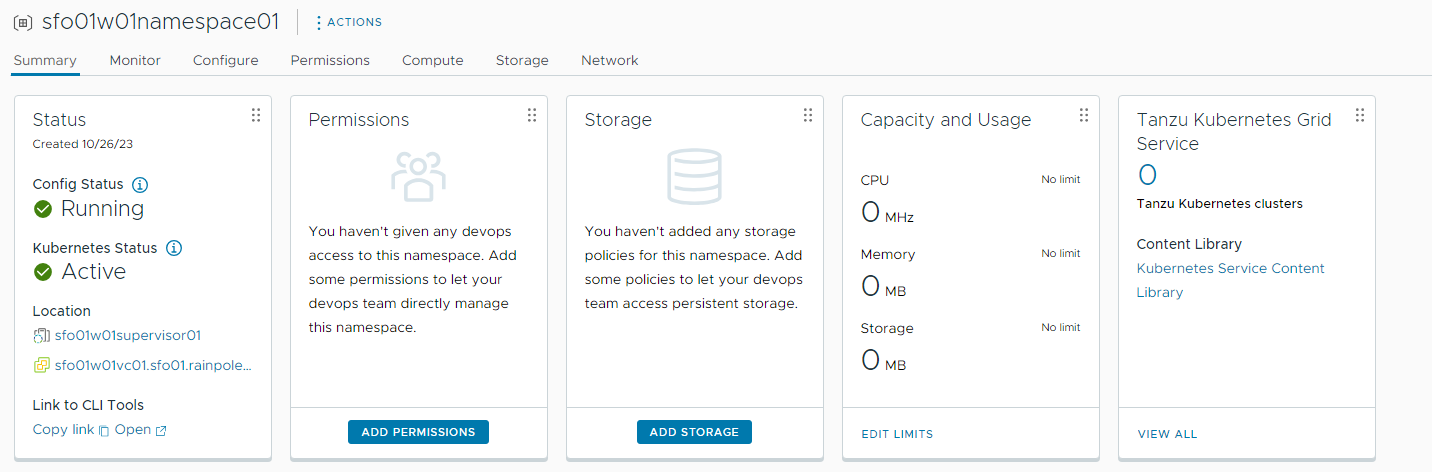 sfo01w01namespace01
ACTIONS
Summary Monitor Configure Permissions Compute Storage Network
Status
Created 10/26/23
Config Status
Running
Kubernetes Status
Active
Location
sfo01w01supervisor01
sfo01w01vc01.sfo01.rainpole...
Link to CLI Tools
Copy link Open
Permissions
You haven't given any devops
access to this namespace. Add
some permissions to let your
devops team directly manage
this namespace.
ADD PERMISSIONS
Storage
You haven't added any storage
policies for this namespace. Add
some policies to let your devops
team access persistent storage.
ADD STORAGE
Capacity and Usage
CPU No limit
0 MHz
Memory No limit
0 MB
Storage No limit
0 MB
EDIT LIMITS
Tanzu Kubernetes Grid
Service
0
Tanzu Kubernetes clusters
Content Library
Kubernetes Service Content
Library
VIEW ALL